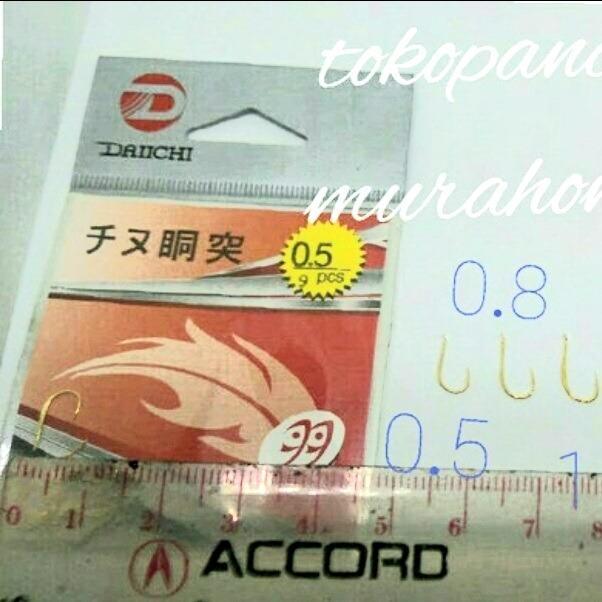 tokopanc
murahon
DAIICHI
チヌ胴突
0.5
9 pcs
0.8
99
0.5
1
0 1 2 3 4 5 6 7 8
ACCORD